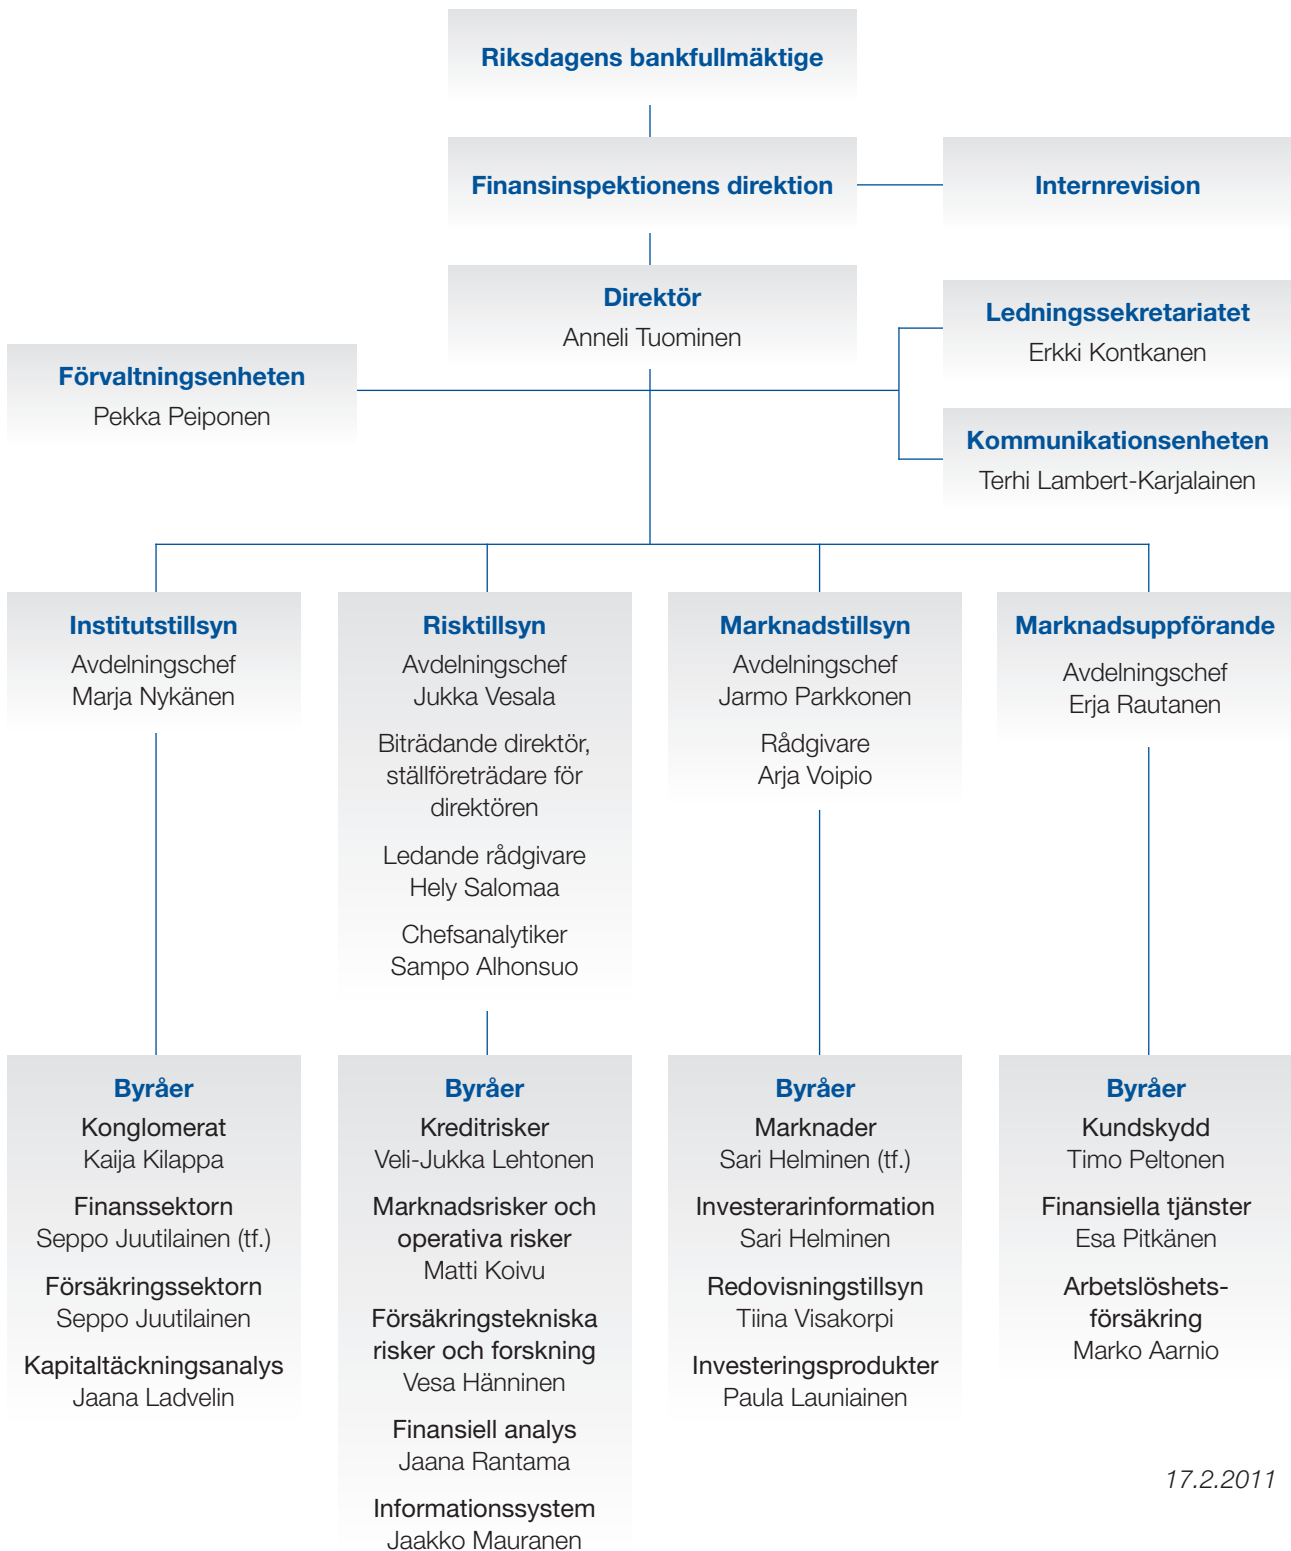 Riksdagens bankfullmäktige
Finansinspektionens direktion
Internrevision
Direktör
Anneli Tuominen
Ledningssekretariatet
Erkki Kontkanen
Förvaltningsenheten
Pekka Peiponen
Kommunikationsenheten
Terhi Lambert-Karjalainen
Institutstillsyn
Avdelningschef
Marja Nykänen
Risktillsyn
Avdelningschef
Jukka Vesala
Biträdande direktör,
ställföreträdare för
direktören
Ledande rådgivare
Hely Salomaa
Chefsanalytiker
Sampo Alhonsuo
Marknadstillsyn
Avdelningschef
Jarmo Parkkonen
Rådgivare
Arja Voipio
Marknadsuppförande
Avdelningschef
Erja Rautanen
Byråer
Konglomerat
Kaija Kilappa
Finanssektorn
Seppo Juutilainen (tf.)
Försäkringssektorn
Seppo Juutilainen
Kapitaltäckningsanalys
Jaana Ladvelin
Byråer
Kreditrisker
Veli-Jukka Lehtonen
Marknadsrisker och
operativa risker
Matti Koivu
Försäkringstekniska
risker och forskning
Vesa Hänninen
Finansiell analys
Jaana Rantama
Informationssystem
Jaakko Mauranen
Byråer
Marknader
Sari Helminen (tf.)
Investerarinformation
Sari Helminen
Redovisningstillsyn
Tiina Visakorpi
Investeringsprodukter
Paula Launiainen
Byråer
Kundskydd
Timo Peltonen
Finansiella tjänster
Esa Pitkänen
Arbetslöshets-
försäkring
Marko Aarnio
17.2.2011